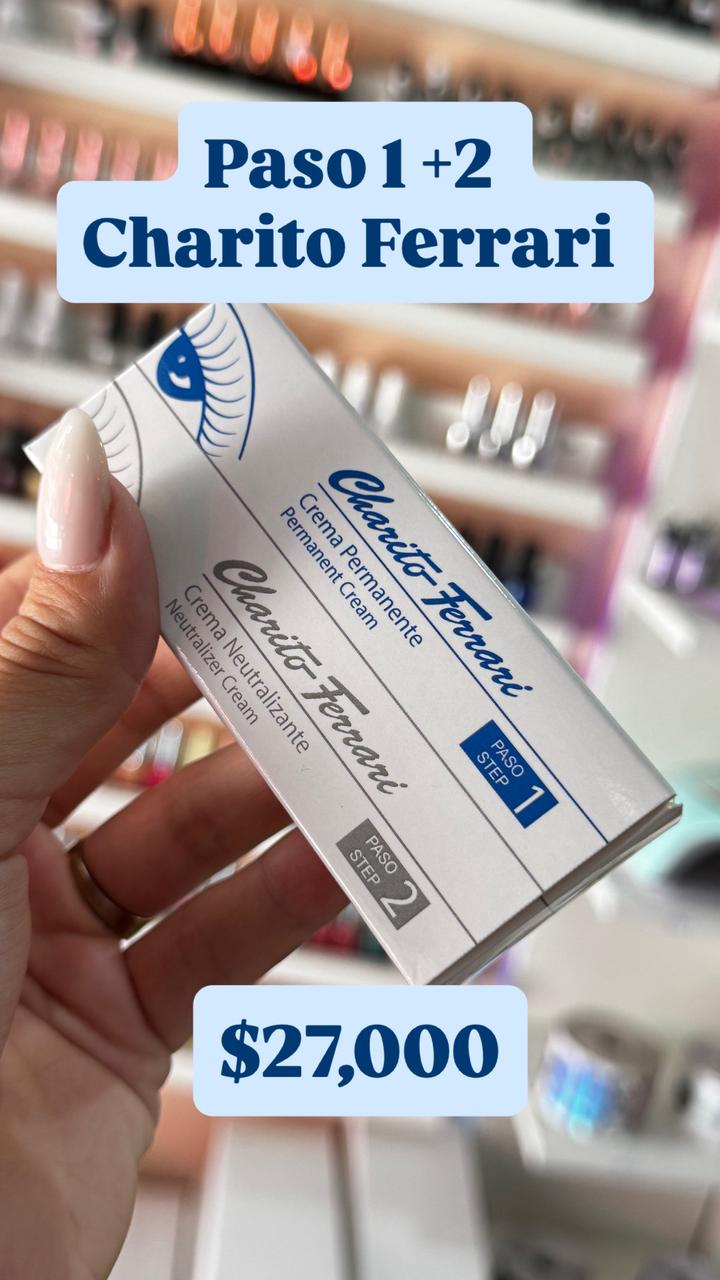 Paso 1 +2
Charito Ferrari
Charito Ferrari
Crema Permanente
Permanent Cream
PASO
STEP 1
Charito Ferrari
Crema Neutralizante
Neutralizer Cream
PASO
STEP 2
$27,000